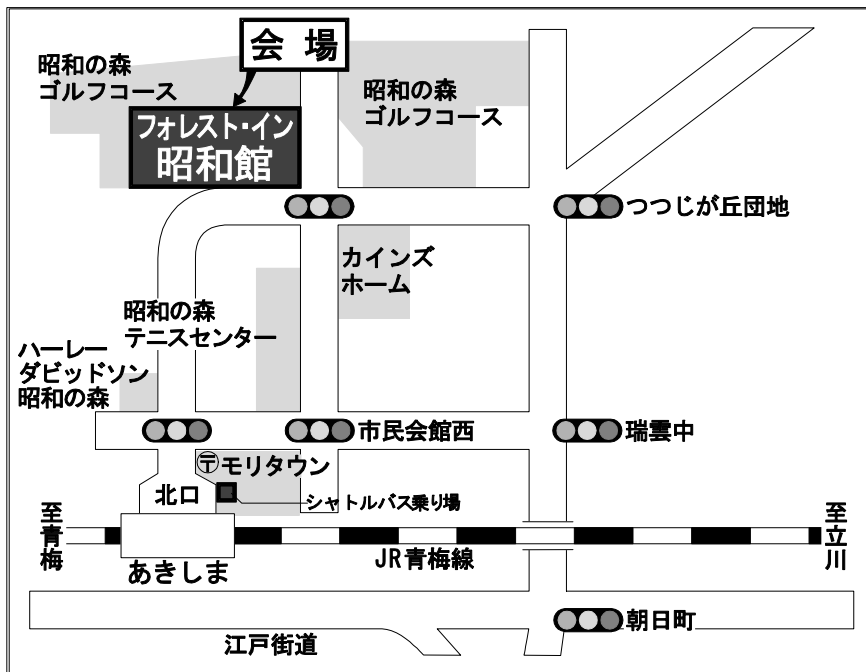 会場
昭和の森
ゴルフコース
昭和の森
ゴルフコース
フォレスト・イン
昭和館
つつじが丘団地
カインズ
ホーム
昭和の森
テニスセンター
ハーレー
ダビッドソン
昭和の森
市民会館西
瑞雲中
〒モリタウン
北口
シャトルバス乗り場
至青梅
至立川
JR青梅線
あきしま
朝日町
江戸街道